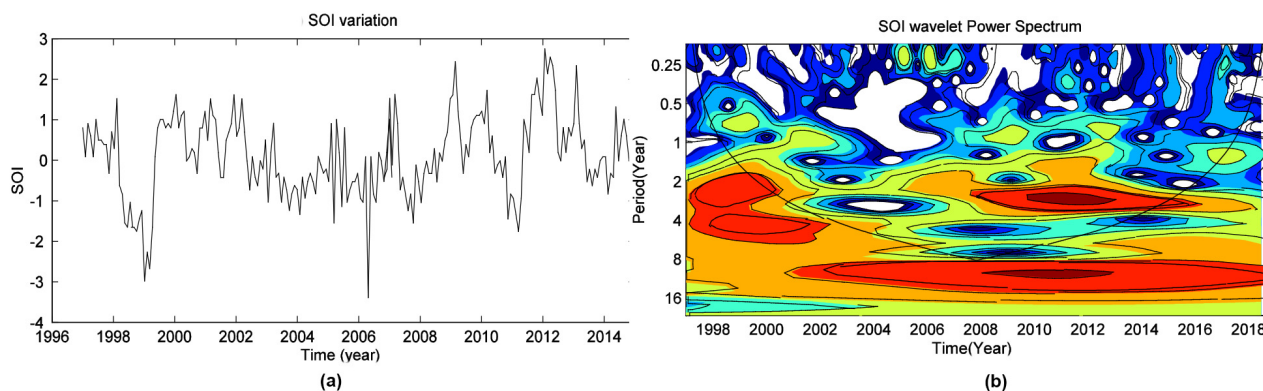 SOI variation
3
2
1
0
-1
-2
-3
-4
SOI
1996 1998 2000 2002 2004 2006 2008 2010 2012 2014
Time (year)
(a)
SOI wavelet Power Spectrum
0.25
0.5
1
2
4
8
16
Period(Year)
1998 2000 2002 2004 2006 2008 2010 2012 2014 2016 2018
Time(Year)
(b)